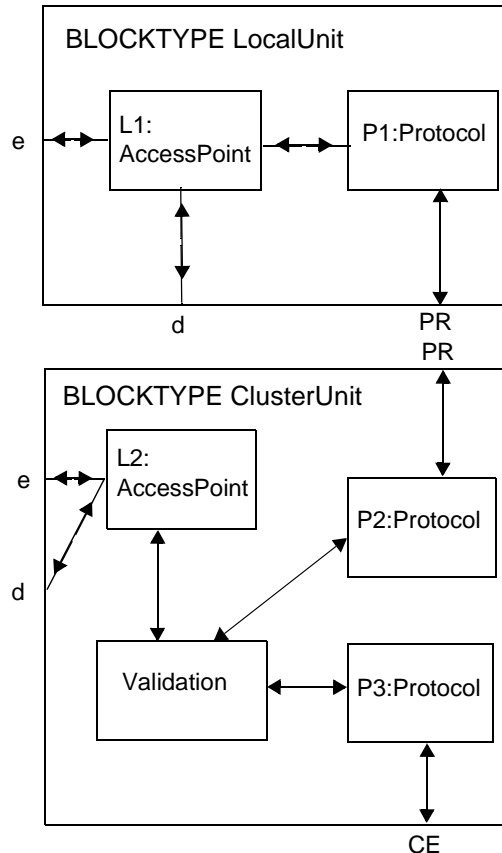 BLOCKTYPE LocalUnit
L1:
AccessPoint
P1:Protocol
e
d
PR
PR
BLOCKTYPE ClusterUnit
L2:
AccessPoint
e
P2:Protocol
d
Validation
P3:Protocol
CE